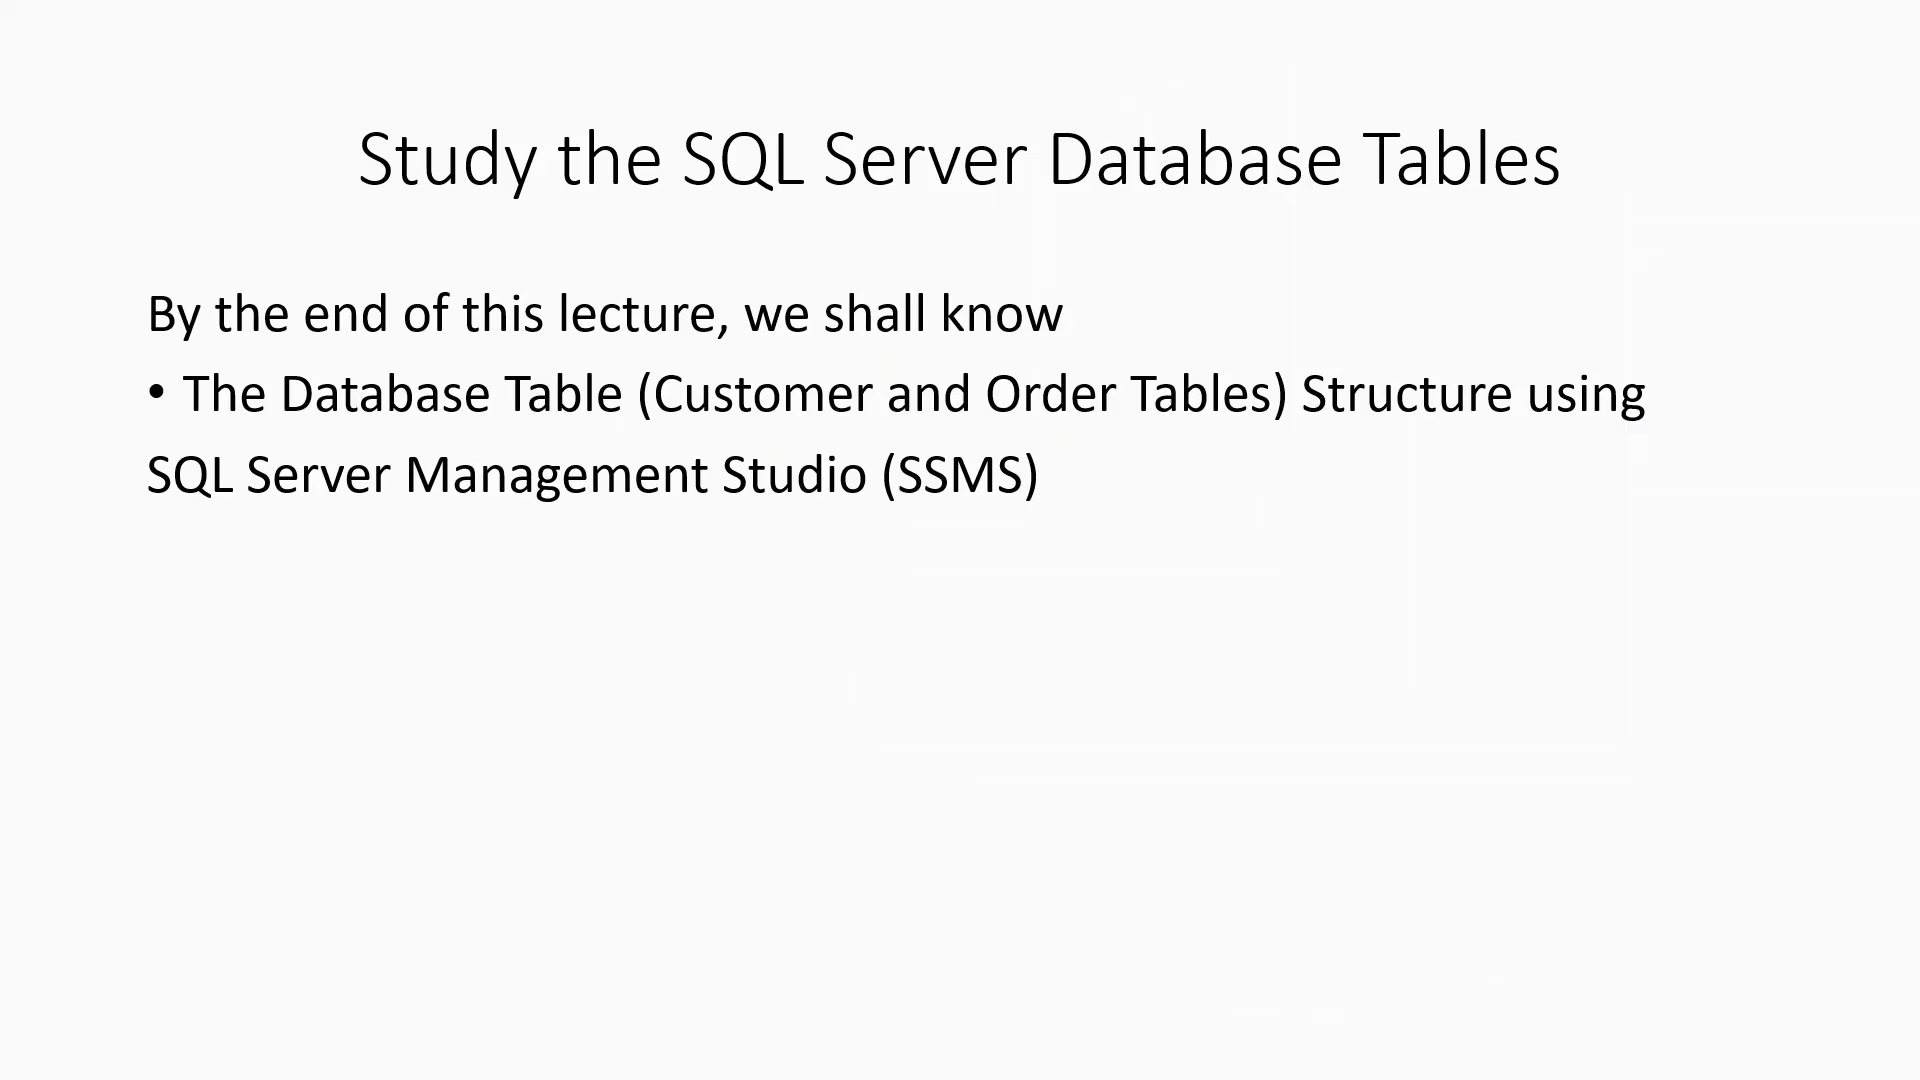 Study the SQL Server Database Tables
By the end of this lecture, we shall know
• The Database Table (Customer and Order Tables) Structure using
SQL Server Management Studio (SSMS)